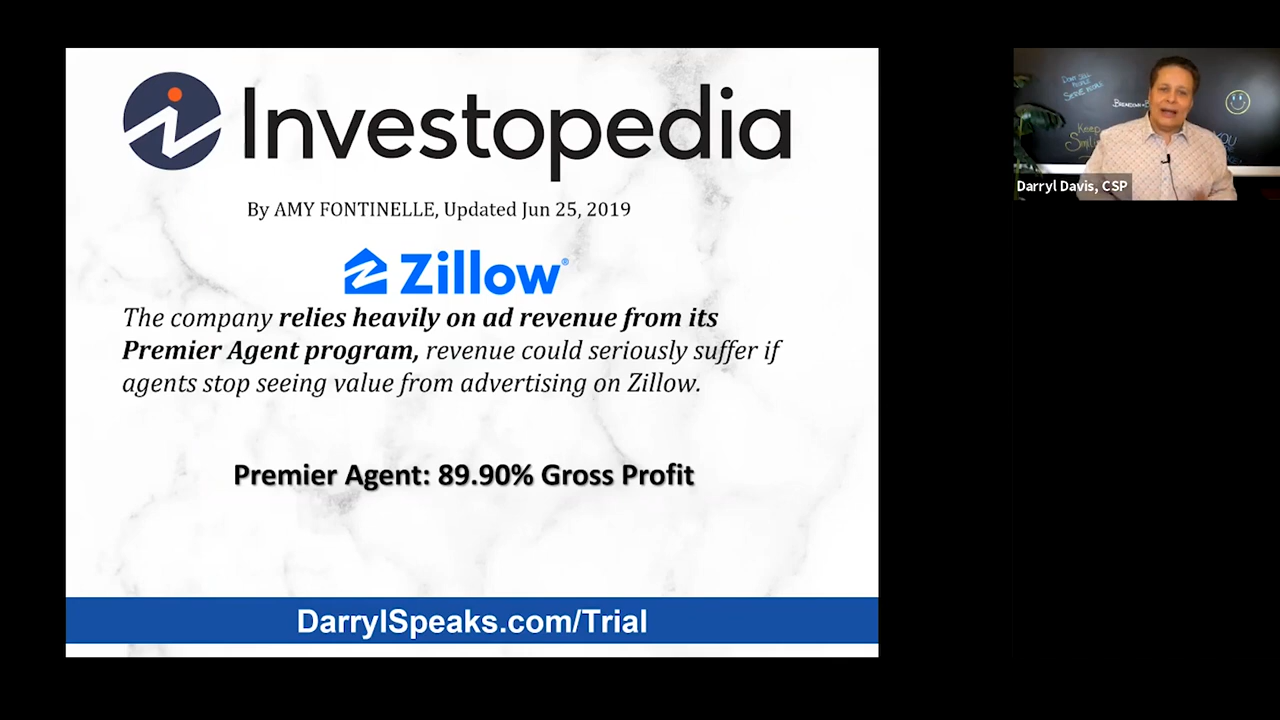 Investopedia
By AMY FONTINELLE, Updated Jun 25, 2019
Zillow®
The company relies heavily on ad revenue from its
Premier Agent program, revenue could seriously suffer if
agents stop seeing value from advertising on Zillow.
Premier Agent: 89.90% Gross Profit
DarrylSpeaks.com/Trial
Keep
YOU
Darryl Davis, CSP